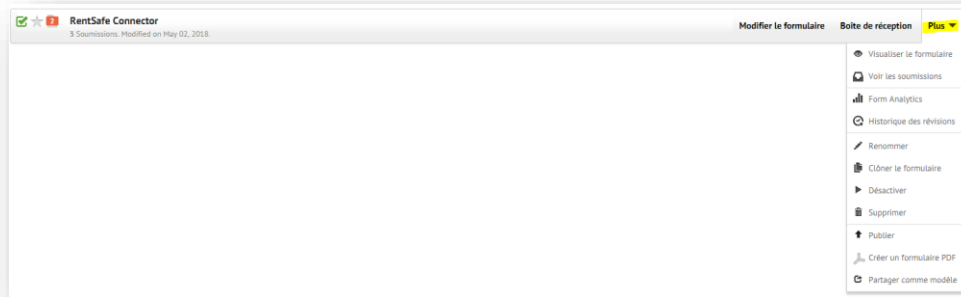 2
RentSafe Connector
3 Soumissions. Modified on May 02, 2018.
Modifier le formulaire Boite de réception Plus
Visualiser le formulaire
Voir les soumissions
Form Analytics
Historique des révisions
Renommer
Clôner le formulaire
Désactiver
Supprimer
Publier
Créer un formulaire PDF
Partager comme modèle